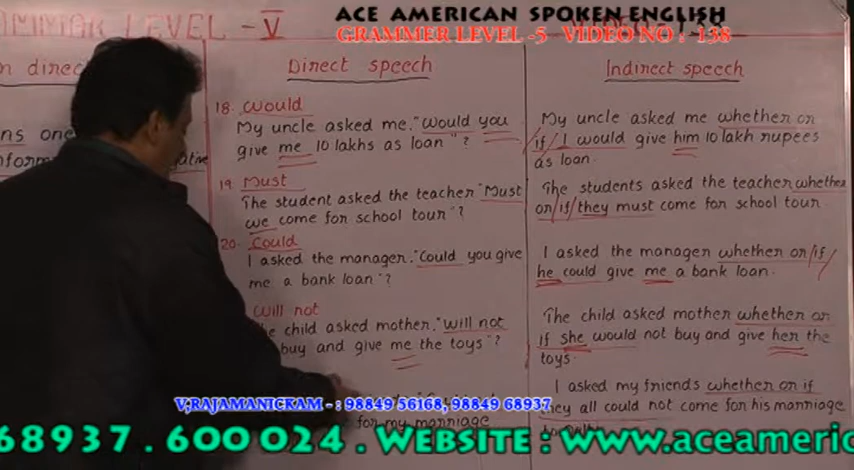 ACE AMERICAN SPOKEN ENGLISH
GRAMMER LEVEL -5 VIDEO NO : 138
GRAMMAR LEVEL - V
Direct speech
Indirect speech
18. would
My uncle asked me. "would you
give me 10 lakhs as loan"?
My uncle asked me whether or
if / I would give him 10 lakh rupees
as loan.
19. Must
The student asked the teacher "Must
we come for school tour"?
The students asked the teacher whether
or/if/they must come for school tour
20. Could
I asked the manager. "Could you give
me a bank loan"?
I asked the manager whether or/if/
he could give me a bank loan.
will not
child asked mother. "will not
buy and give me the toys"?
The child asked mother whether or
if she would not buy and give her the
toys.
for my marriage
I asked my friends whether or if
they all could not come for his marriage
V,RAJAMANICKAM - : 98849 56168, 98849 68937
68937 . 600 024 . WEBSITE : www.aceameric